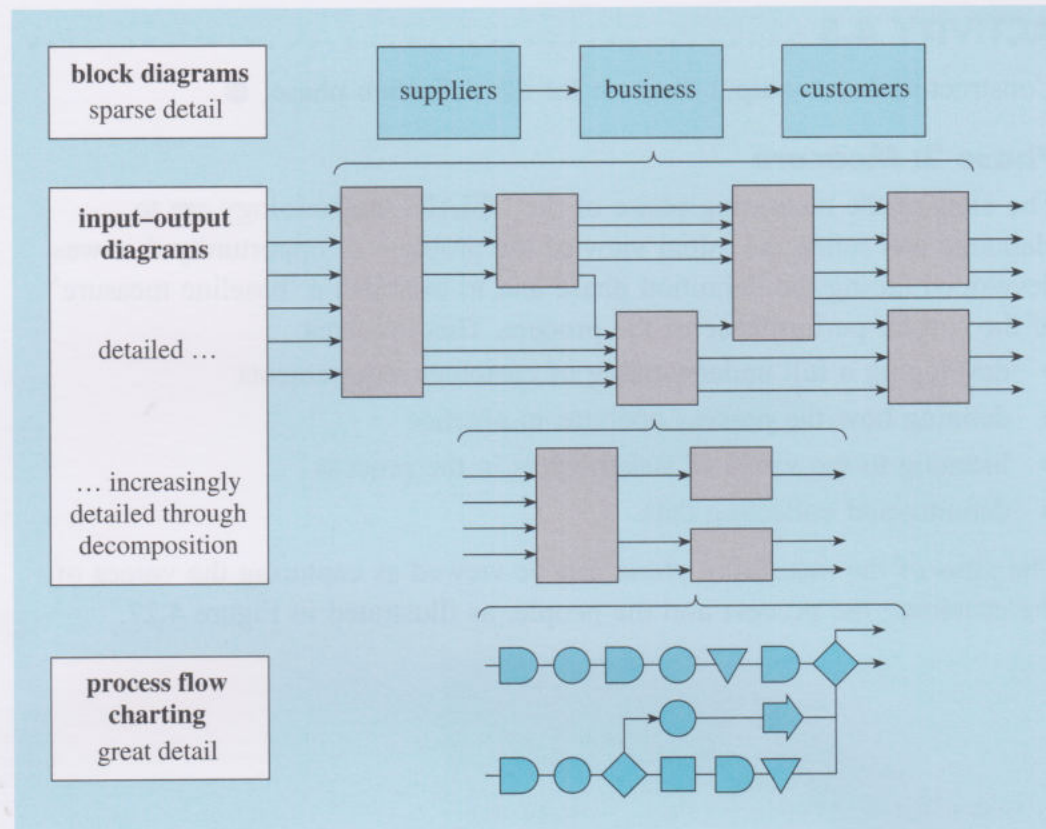 block diagrams
sparse detail
suppliers
business
customers
input–output
diagrams
detailed ...
... increasingly
detailed through
decomposition
process flow
charting
great detail